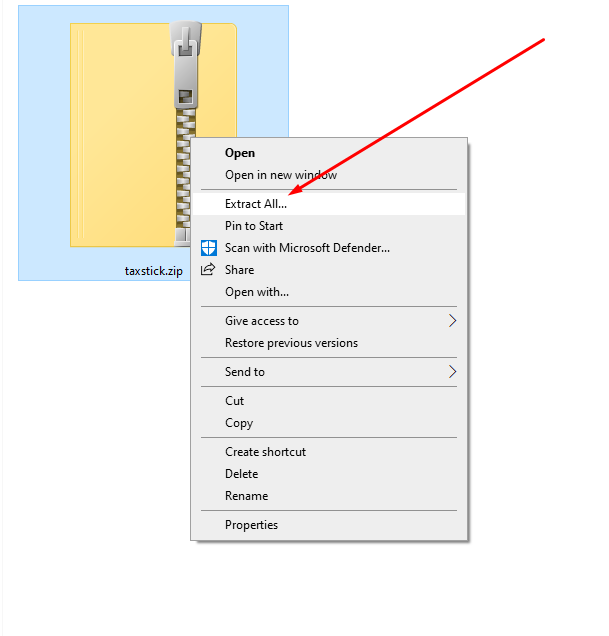 taxstick.zip
Open
Open in new window
Extract All...
Pin to Start
Scan with Microsoft Defender...
Share
Open with...
Give access to
Restore previous versions
Send to
Cut
Copy
Create shortcut
Delete
Rename
Properties